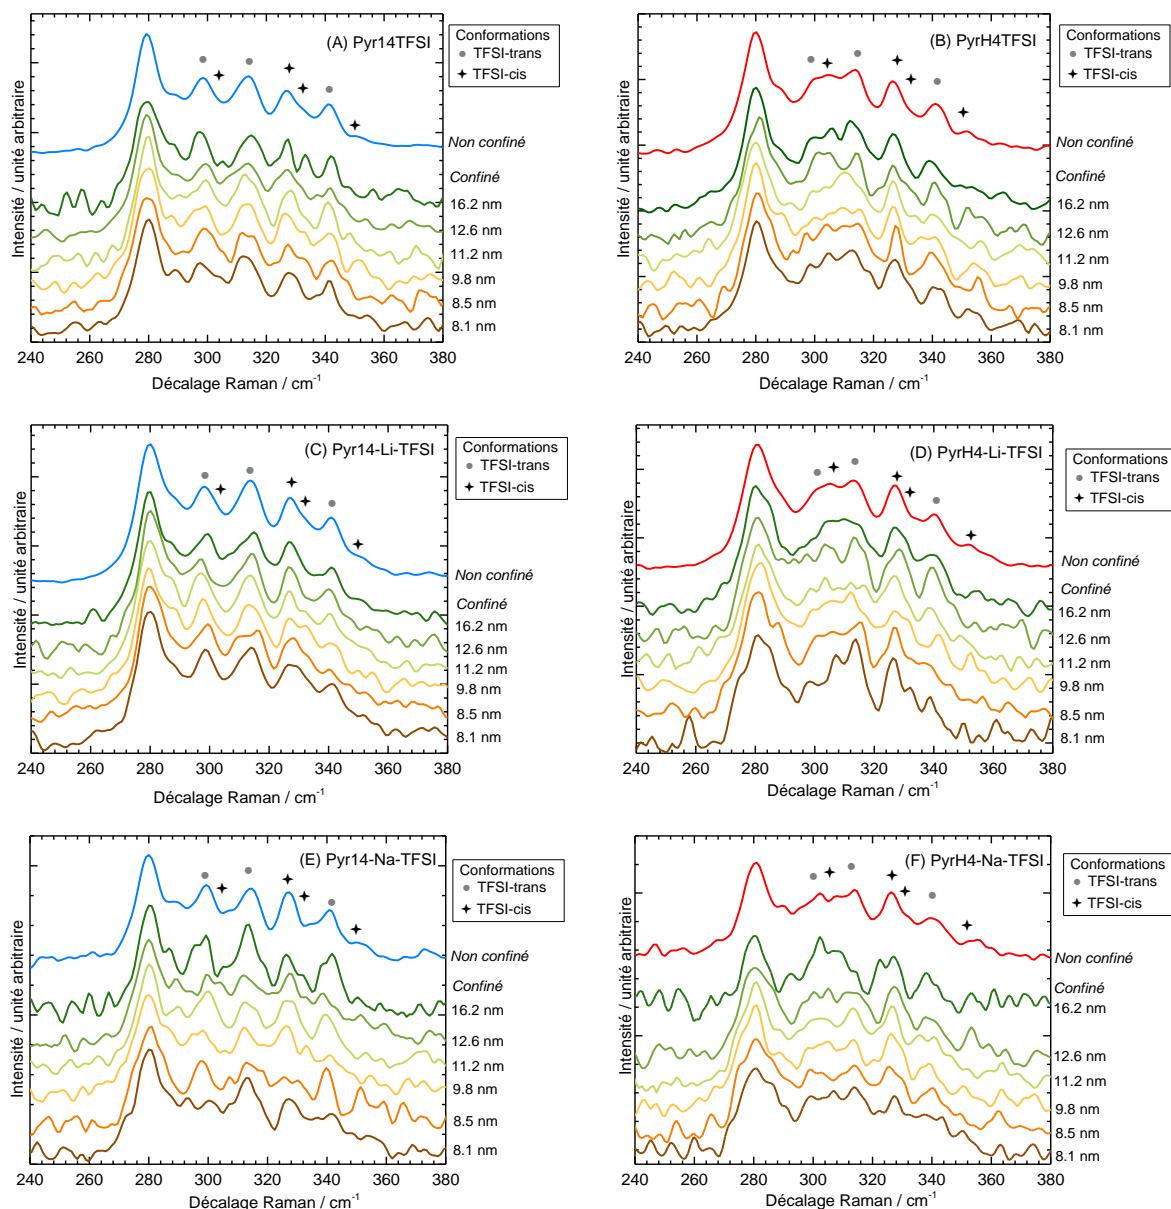 (A) Pyr14TFSI
Conformations
TFSI-trans
TFSI-cis
Intensité / unité arbitraire
Non confiné
Confiné
16.2 nm
12.6 nm
11.2 nm
9.8 nm
8.5 nm
8.1 nm
240 260 280 300 320 340 360 380
Décalage Raman / cm-1
(B) PyrH4TFSI
Conformations
TFSI-trans
TFSI-cis
Intensité / unité arbitraire
Non confiné
Confiné
16.2 nm
12.6 nm
11.2 nm
9.8 nm
8.5 nm
8.1 nm
240 260 280 300 320 340 360 380
Décalage Raman / cm-1
(C) Pyr14-Li-TFSI
Conformations
TFSI-trans
TFSI-cis
Intensité / unité arbitraire
Non confiné
Confiné
16.2 nm
12.6 nm
11.2 nm
9.8 nm
8.5 nm
8.1 nm
240 260 280 300 320 340 360 380
Décalage Raman / cm-1
(D) PyrH4-Li-TFSI
Conformations
TFSI-trans
TFSI-cis
Intensité / unité arbitraire
Non confiné
Confiné
16.2 nm
12.6 nm
11.2 nm
9.8 nm
8.5 nm
8.1 nm
240 260 280 300 320 340 360 380
Décalage Raman / cm-1
(E) Pyr14-Na-TFSI
Conformations
TFSI-trans
TFSI-cis
Intensité / unité arbitraire
Non confiné
Confiné
16.2 nm
12.6 nm
11.2 nm
9.8 nm
8.5 nm
8.1 nm
240 260 280 300 320 340 360 380
Décalage Raman / cm-1
(F) PyrH4-Na-TFSI
Conformations
TFSI-trans
TFSI-cis
Intensité / unité arbitraire
Non confiné
Confiné
16.2 nm
12.6 nm
11.2 nm
9.8 nm
8.5 nm
8.1 nm
240 260 280 300 320 340 360 380
Décalage Raman / cm-1